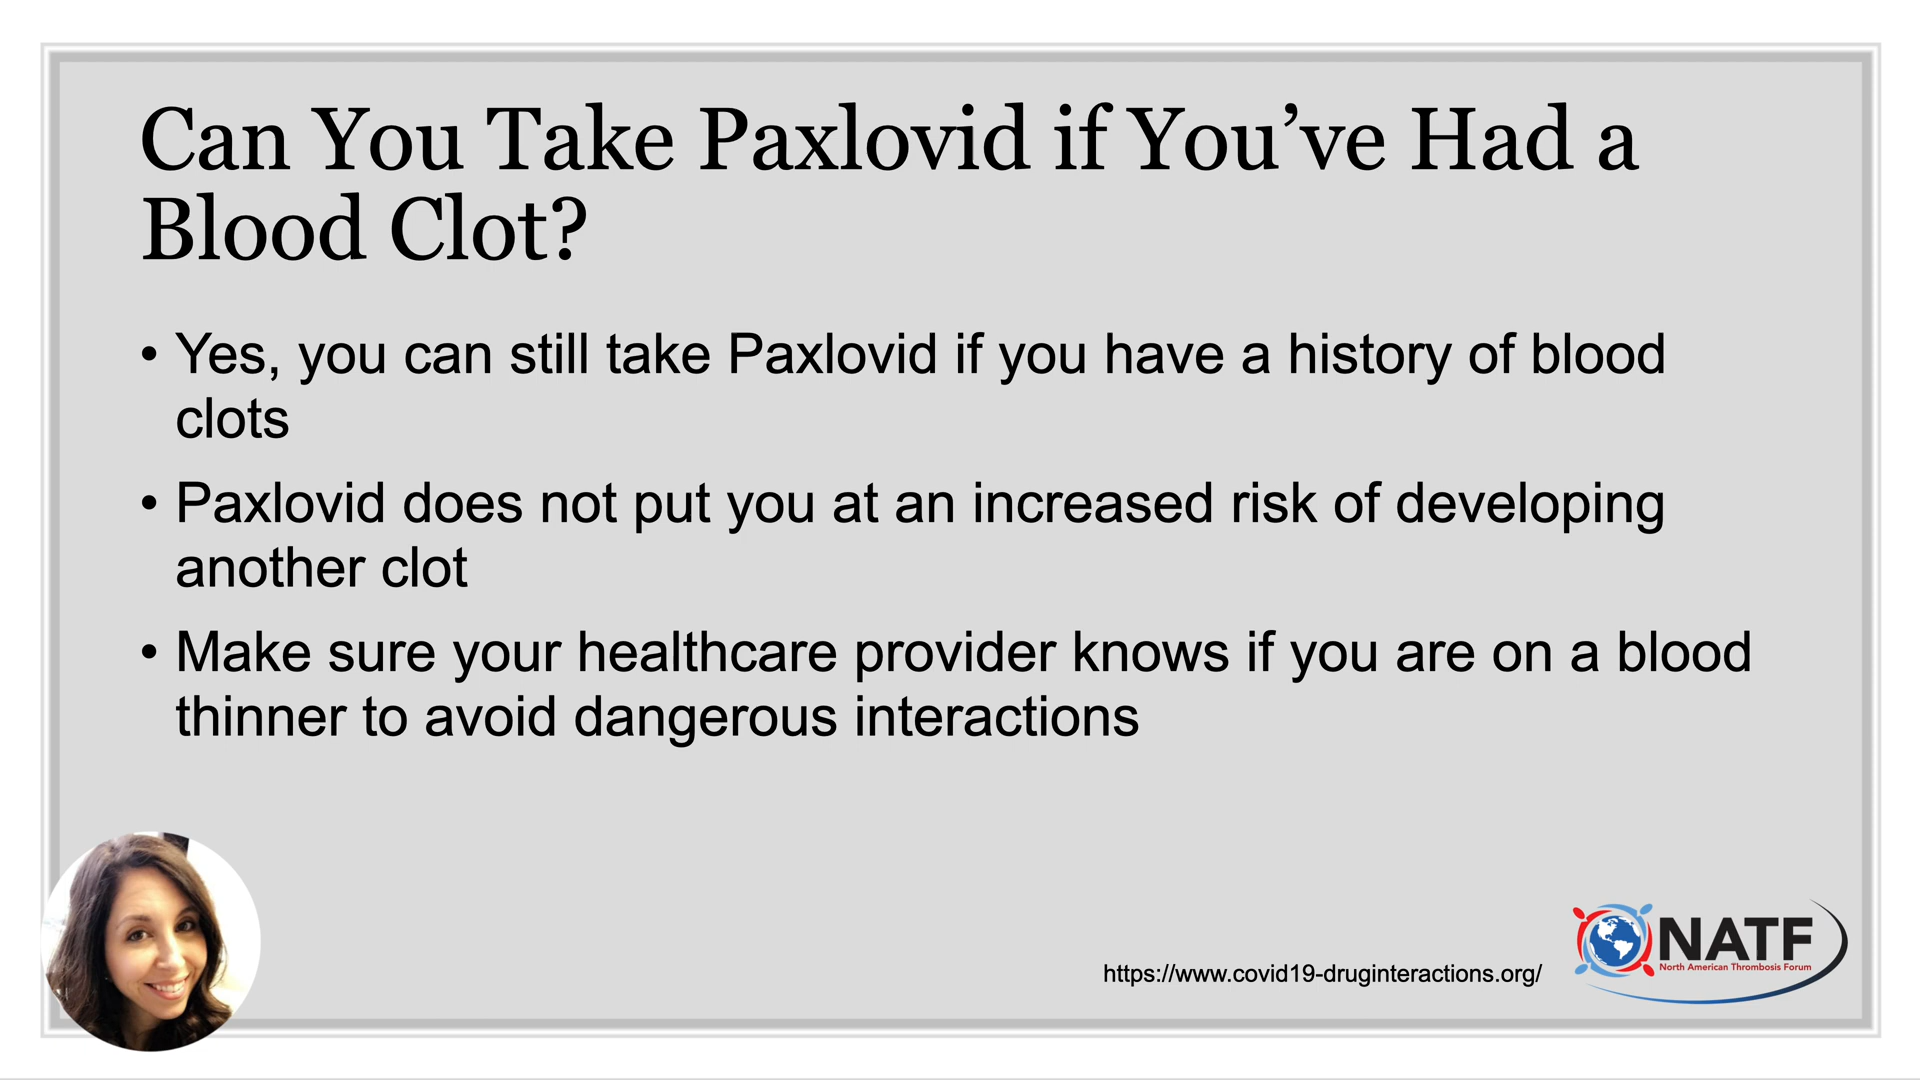 Can You Take Paxlovid if You’ve Had a
Blood Clot?
• Yes, you can still take Paxlovid if you have a history of blood
clots
• Paxlovid does not put you at an increased risk of developing
another clot
• Make sure your healthcare provider knows if you are on a blood
thinner to avoid dangerous interactions
https://www.covid19-druginteractions.org/
NATF
North American Thrombosis Forum